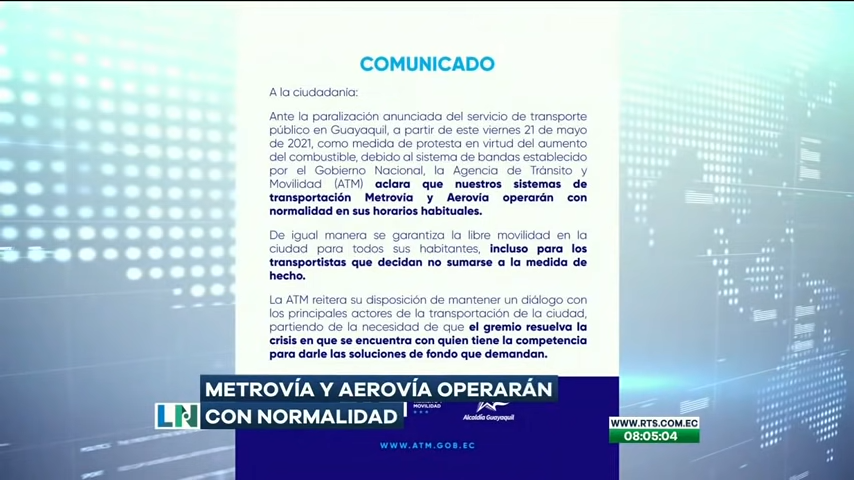 COMUNICADO
A la ciudadanía:
Ante la paralización anunciada del servicio de transporte
público en Guayaquil, a partir de este viernes 21 de mayo
de 2021, como medida de protesta en virtud del aumento
del combustible, debido al sistema de bandas establecido
por el Gobierno Nacional, la Agencia de Tránsito y
Movilidad (ATM) aclara que nuestros sistemas de
transportación Metrovía y Aerovía operarán con
normalidad en sus horarios habituales.
De igual manera se garantiza la libre movilidad en la
ciudad para todos sus habitantes, incluso para los
transportistas que decidan no sumarse a la medida de
hecho.
La ATM reitera su disposición de mantener un diálogo con
los principales actores de la transportación de la ciudad,
partiendo de la necesidad de que el gremio resuelva la
crisis en que se encuentra con quien tiene la competencia
para darle las soluciones de fondo que demandan.
METROVÍA Y AEROVÍA OPERARÁN
LN CON NORMALIDAD
MOVILIDAD
Alcaldía Guayaquil
WWW.ATM.GOB.EC
WWW.RTS.COM.EC
08:05:04